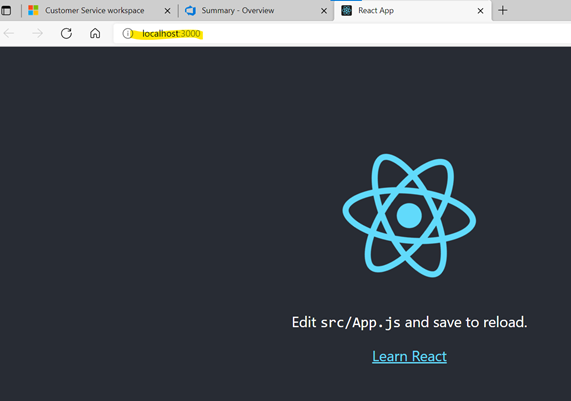 Customer Service workspace
Summary - Overview
React App
localhost:3000
Edit src/App.js and save to reload.
Learn React